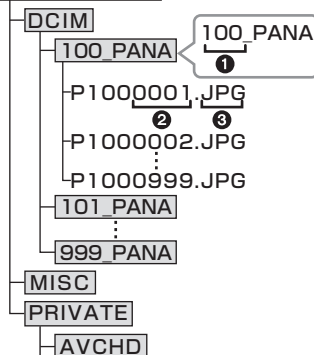 DCIM
100_PANA
100_PANA
❶
P1000001.JPG
❷ ❸
P1000002.JPG
P1000999.JPG
101_PANA
999_PANA
MISC
PRIVATE
AVCHD